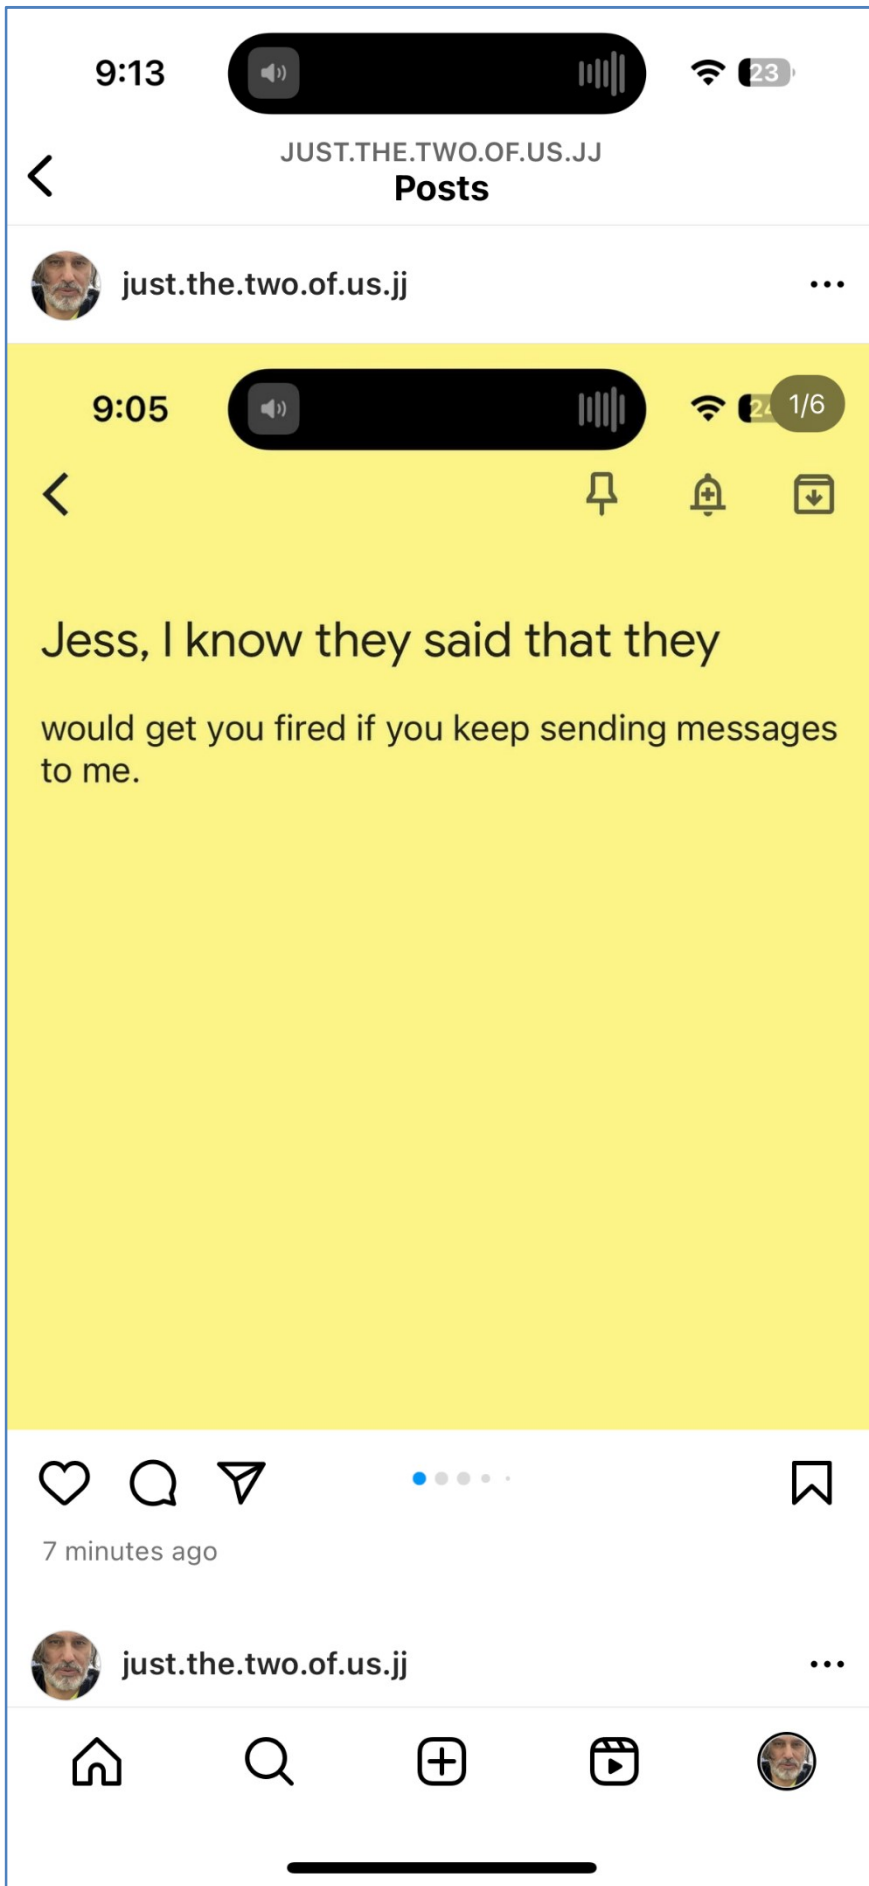 9:13
23
JUST.THE.TWO.OF.US.JJ
Posts
just.the.two.of.us.jj
9:05
24
1/6
Jess, I know they said that they
would get you fired if you keep sending messages
to me.
7 minutes ago
just.the.two.of.us.jj